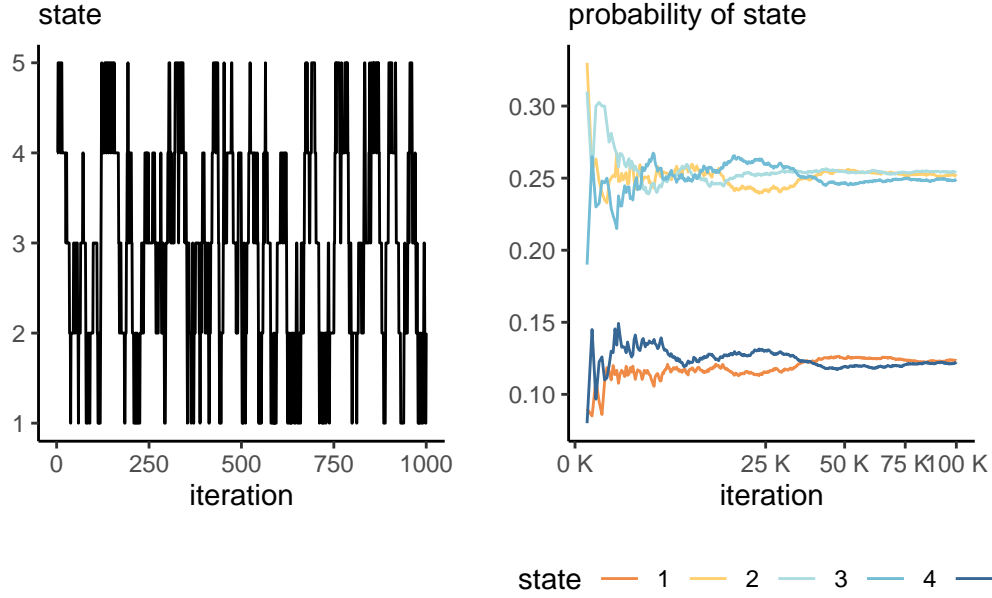 state
5
4
3
2
1
0 250 500 750 1000
iteration
probability of state
0.30
0.25
0.20
0.15
0.10
0 K 25 K 50 K 75 K 100 K
iteration
state 1 2 3 4